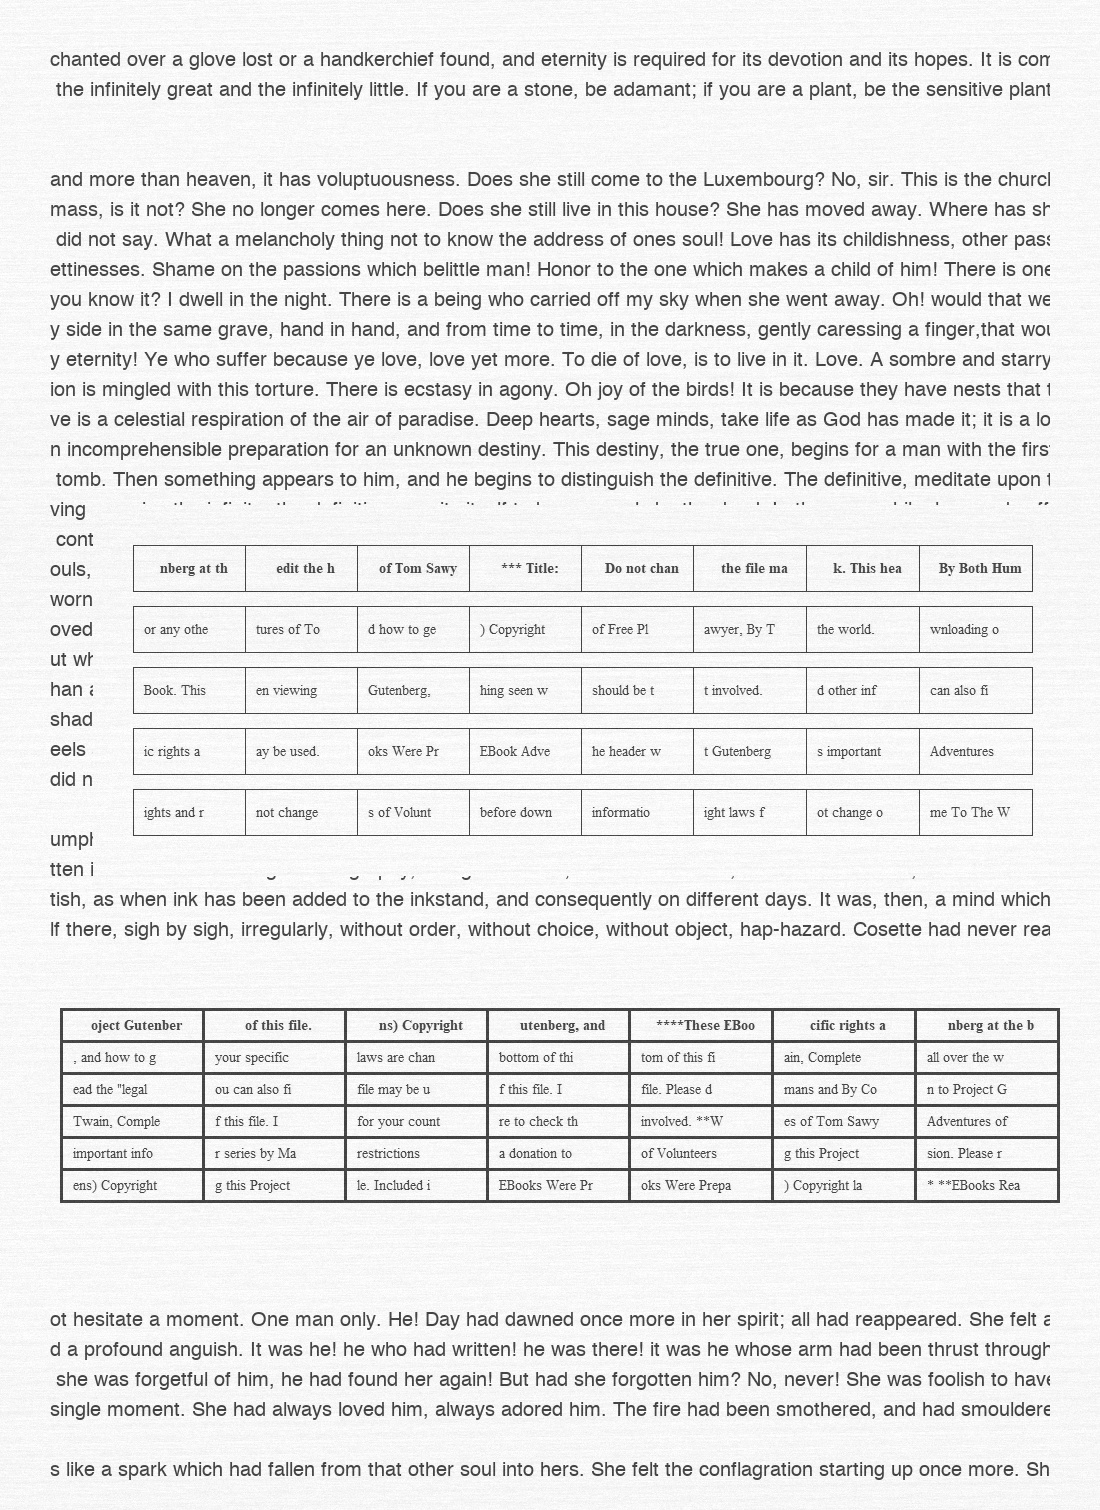 chanted over a glove lost or a handkerchief found, and eternity is required for its devotion and its hopes. It is com
the infinitely great and the infinitely little. If you are a stone, be adamant; if you are a plant, be the sensitive plant
and more than heaven, it has voluptuousness. Does she still come to the Luxembourg? No, sir. This is the church
mass, is it not? She no longer comes here. Does she still live in this house? She has moved away. Where has sh
did not say. What a melancholy thing not to know the address of ones soul! Love has its childishness, other pass
ettinesses. Shame on the passions which belittle man! Honor to the one which makes a child of him! There is one
you know it? I dwell in the night. There is a being who carried off my sky when she went away. Oh! would that we
y side in the same grave, hand in hand, and from time to time, in the darkness, gently caressing a finger,that wou
y eternity! Ye who suffer because ye love, love yet more. To die of love, is to live in it. Love. A sombre and starry
ion is mingled with this torture. There is ecstasy in agony. Oh joy of the birds! It is because they have nests that t
ve is a celestial respiration of the air of paradise. Deep hearts, sage minds, take life as God has made it; it is a lo
n incomprehensible preparation for an unknown destiny. This destiny, the true one, begins for a man with the first
tomb. Then something appears to him, and he begins to distinguish the definitive. The definitive, meditate upon t
ving
cont
ouls,
worn
oved
ut wh
han a
shad
eels
did n
umph
tten i
nberg at th edit the h of Tom Sawy *** Title: Do not chan the file ma k. This hea By Both Hum
or any othe tures of To d how to ge ) Copyright of Free Pl awyer, By T the world. wnloading o
Book. This en viewing Gutenberg, hing seen w should be t t involved. d other inf can also fi
ic rights a ay be used. oks Were Pr EBook Adve he header w t Gutenberg s important Adventures
ights and r not change s of Volunt before down informatio ight laws f ot change o me To The W
tish, as when ink has been added to the inkstand, and consequently on different days. It was, then, a mind which
lf there, sigh by sigh, irregularly, without order, without choice, without object, hap-hazard. Cosette had never rea
oject Gutenber of this file. ns) Copyright utenberg, and ****These EBoo cific rights a nberg at the b
, and how to g your specific laws are chan bottom of thi tom of this fi ain, Complete all over the w
ead the "legal ou can also fi file may be u f this file. I file. Please d mans and By Co n to Project G
Twain, Comple f this file. I for your count re to check th involved. **W es of Tom Sawy Adventures of
important info r series by Ma restrictions a donation to of Volunteers g this Project sion. Please r
ens) Copyright g this Project le. Included i EBooks Were Pr oks Were Prepa ) Copyright la * **EBooks Rea
ot hesitate a moment. One man only. He! Day had dawned once more in her spirit; all had reappeared. She felt a
d a profound anguish. It was he! he who had written! he was there! it was he whose arm had been thrust through
she was forgetful of him, he had found her again! But had she forgotten him? No, never! She was foolish to have
single moment. She had always loved him, always adored him. The fire had been smothered, and had smouldere
s like a spark which had fallen from that other soul into hers. She felt the conflagration starting up once more. Sh